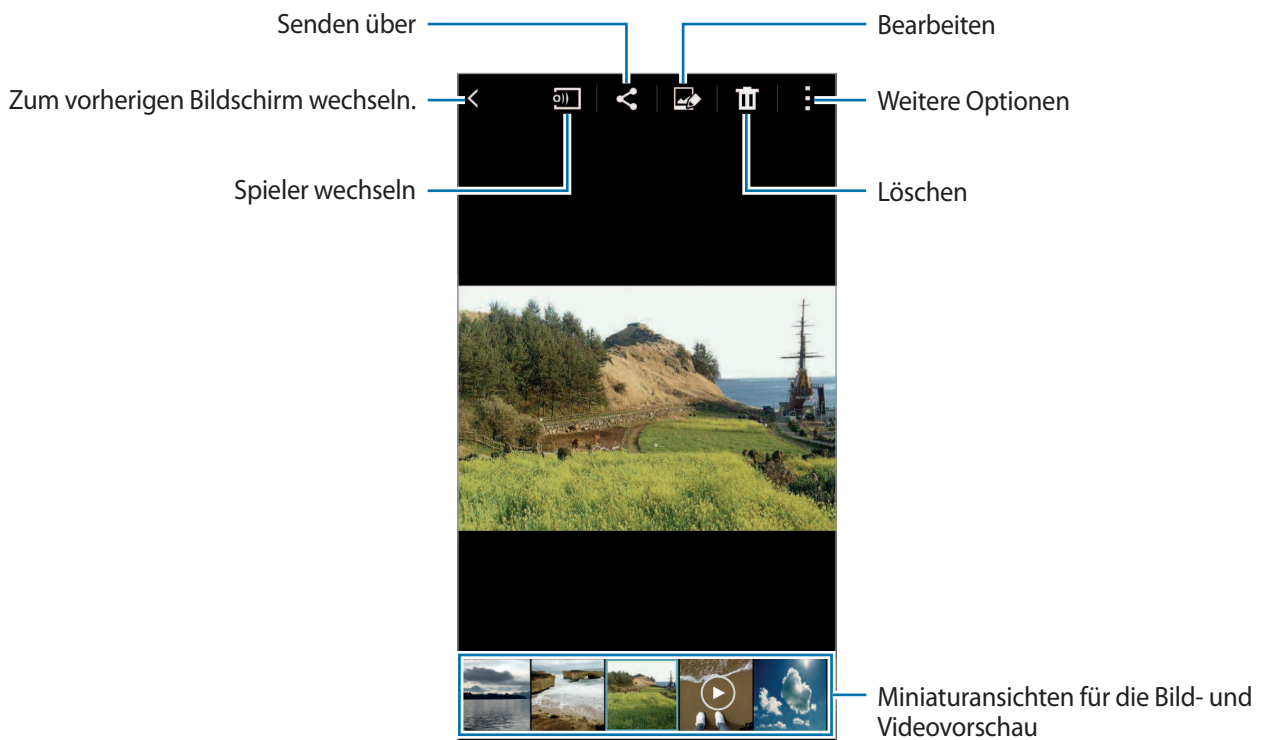 Senden über
Bearbeiten
Zum vorherigen Bildschirm wechseln.
Weitere Optionen
Spieler wechseln
Löschen
Miniaturansichten für die Bild- und
Videovorschau